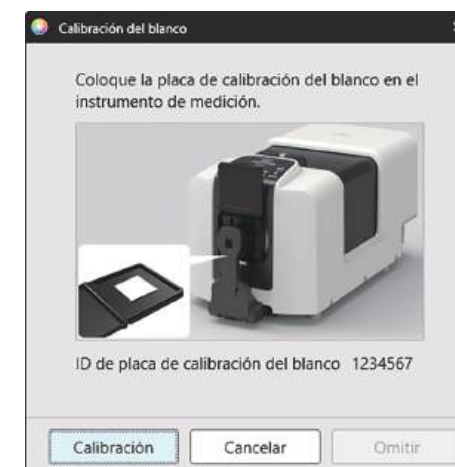 Calibración del blanco
Coloque la placa de calibración del blanco en el
instrumento de medición.
ID de placa de calibración del blanco 1234567
Calibración Cancelar Omitir